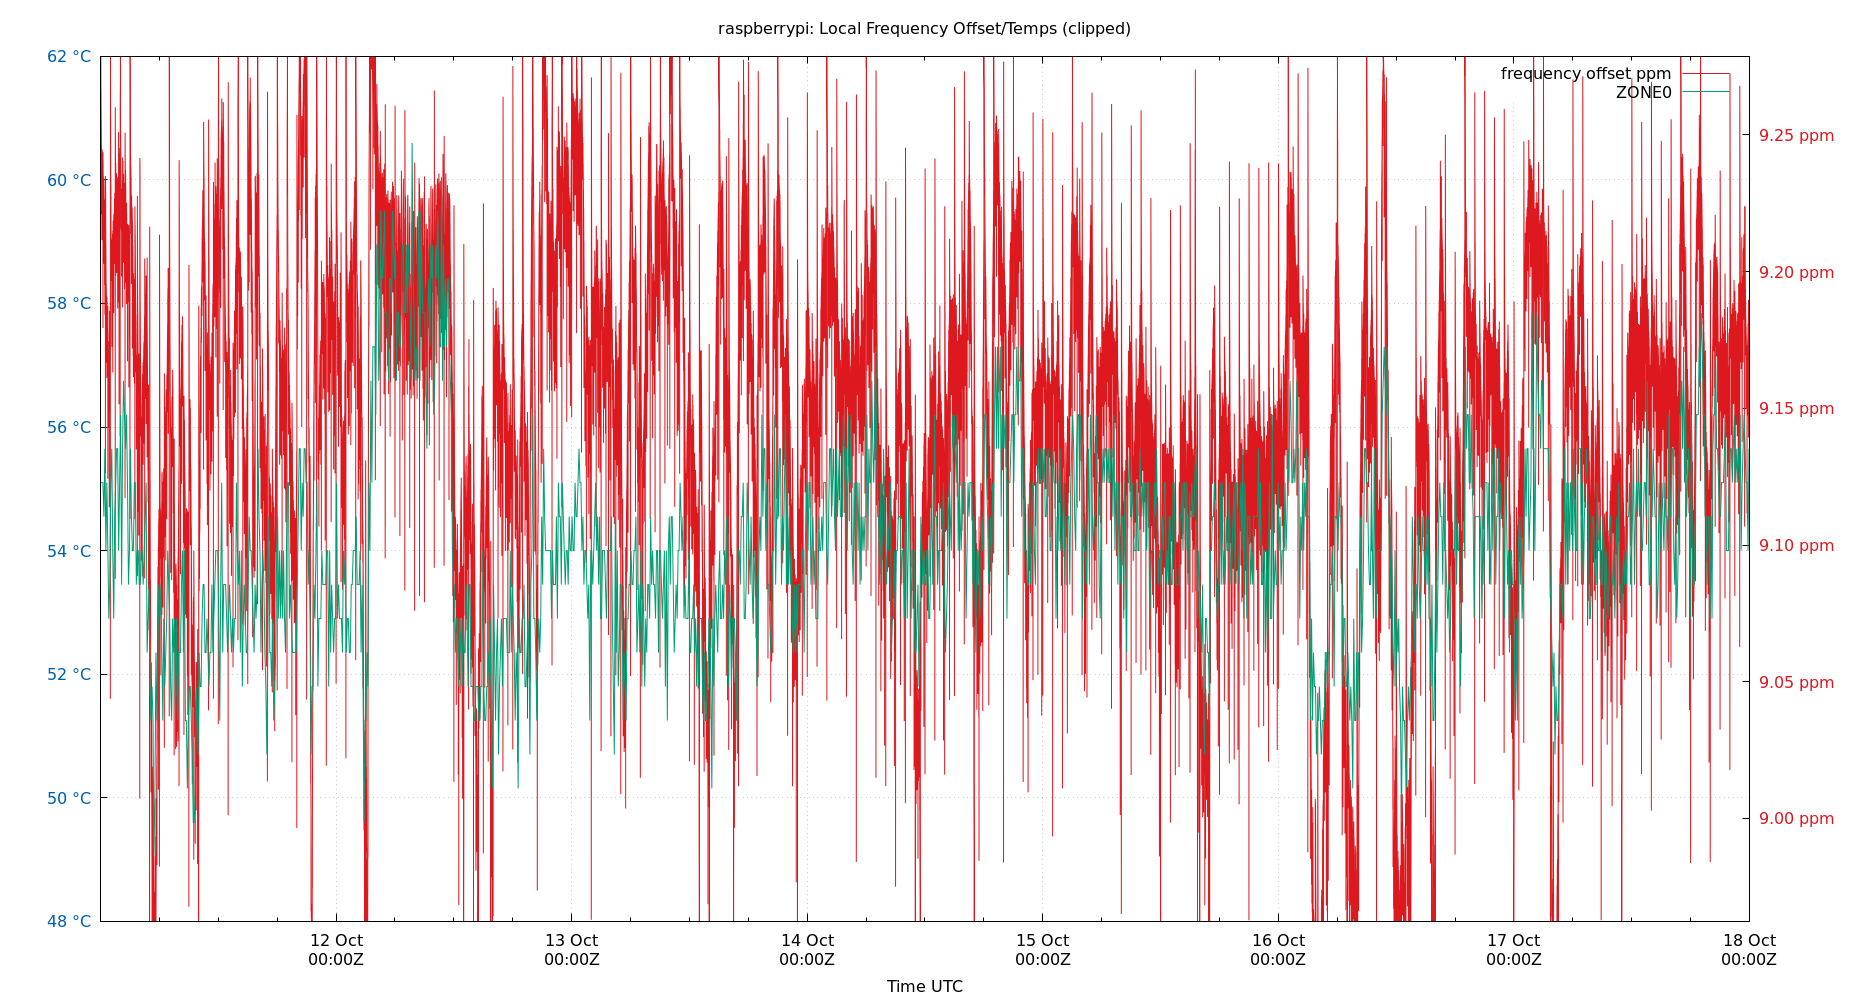 raspberrypi: Local Frequency Offset/Temps (clipped)
62 °C
60 °C
58 °C
56 °C
54 °C
52 °C
50 °C
48 °C
frequency offset ppm
ZONE0
9.25 ppm
9.20 ppm
9.15 ppm
9.10 ppm
9.05 ppm
9.00 ppm
12 Oct
00:00Z
13 Oct
00:00Z
14 Oct
00:00Z
15 Oct
00:00Z
16 Oct
00:00Z
17 Oct
00:00Z
18 Oct
00:00Z
Time UTC